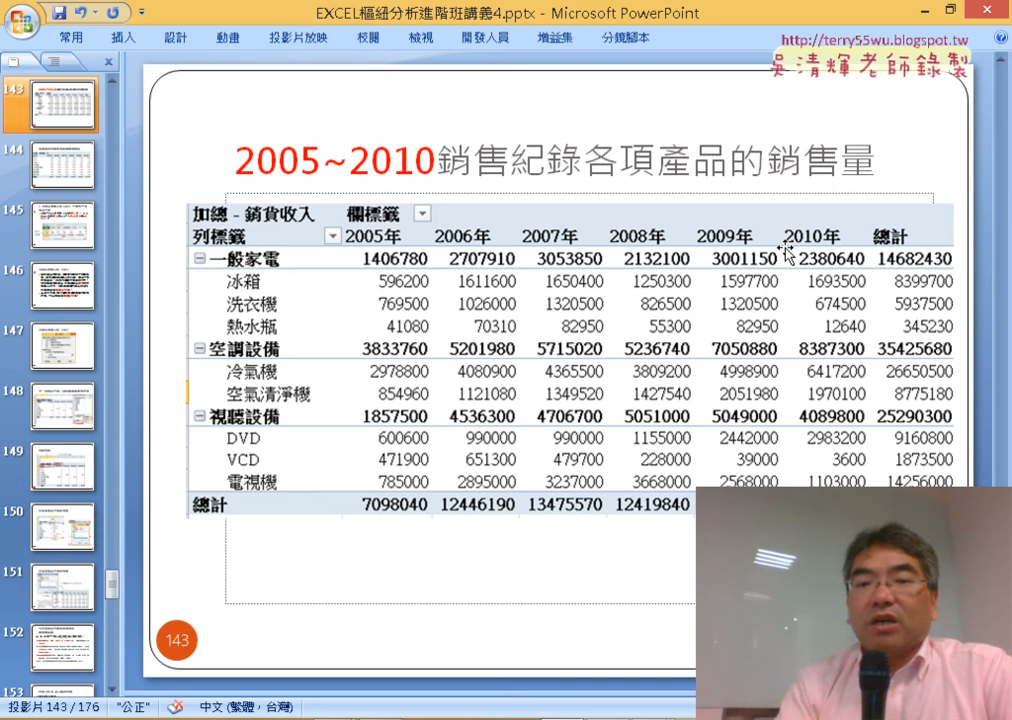 EXCEL樞紐分析進階班講義4.pptx - Microsoft PowerPoint
常用 插入 設計 動畫 投影片放映 校閱 檢視 開發人員 增益集 分鏡腳本
http://terry55wu.blogspot.tw
吳清輝老師錄製
2005~2010銷售紀錄各項產品的銷售量
加總 - 銷貨收入 欄標籤
列標籤 2005年 2006年 2007年 2008年 2009年 2010年 總計
一般家電 1406780 2707910 3053850 2132100 3001150 2380640 14682430
冰箱 596200 1611600 1650400 1250300 1597700 1693500 8399700
洗衣機 769500 1026000 1320500 826500 1320500 674500 5937500
熱水瓶 41080 70310 82950 55300 82950 12640 345230
空調設備 3833760 5201980 5715020 5236740 7050880 8387300 35425680
冷氣機 2978800 4080900 4365500 3809200 4998900 6417200 26650500
空氣清淨機 854960 1121080 1349520 1427540 2051980 1970100 8775180
視聽設備 1857500 4536300 4706700 5051000 5049000 4089800 25290300
DVD 600600 990000 990000 1155000 2442000 2983200 9160800
VCD 471900 651300 479700 228000 39000 3600 1873500
電視機 785000 2895000 3237000 3668000 2568000 1103000 14256000
總計 7098040 12446190 13475570 12419840
143
143
144
145
146
147
148
149
150
151
152
153
投影片 143 / 176 "公正" 中文 (繁體，台灣)